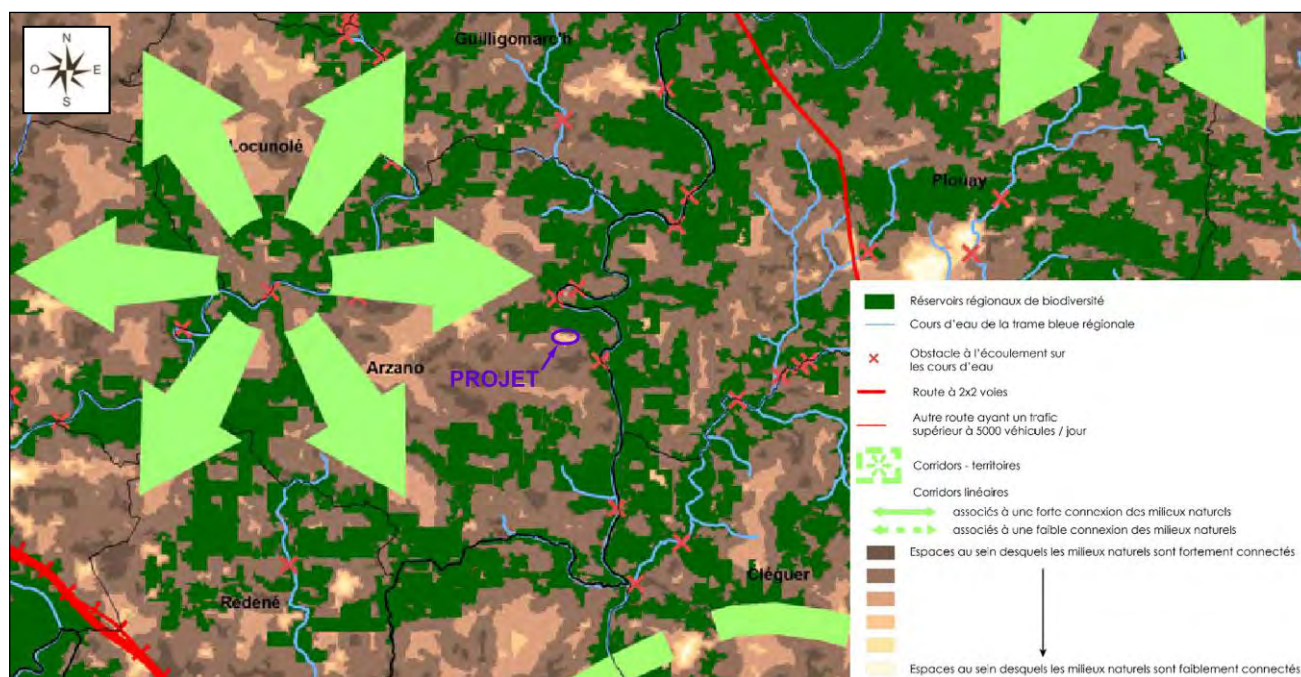 N
O
E
S
Guilligomarc'h
Locunolé
Plouay
Arzano
PROJET
Rédené
Cléguer
Réservoirs régionaux de biodiversité
Cours d'eau de la trame bleue régionale
Obstacle à l'écoulement sur
les cours d'eau
Route à 2x2 voies
Autre route ayant un trafic
supérieur à 5000 véhicules / jour
Corridors - territoires
Corridors linéaires
associés à une forte connexion des milieux naturels
associés à une faible connexion des milieux naturels
Espaces au sein desquels les milieux naturels sont fortement connectés
Espaces au sein desquels les milieux naturels sont faiblement connectés